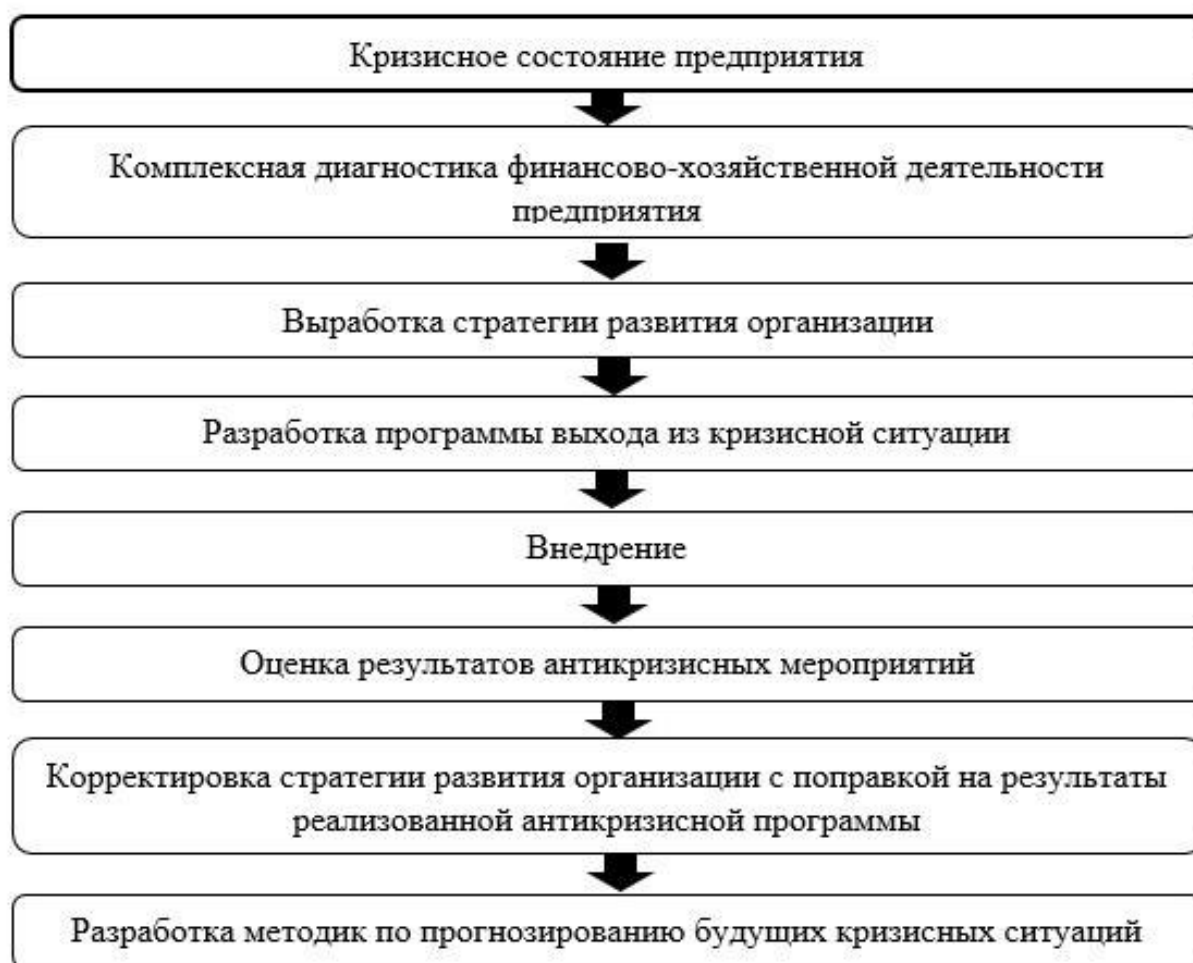 Кризисное состояние предприятия
Комплексная диагностика финансово-хозяйственной деятельности
предприятия
Выработка стратегии развития организации
Разработка программы выхода из кризисной ситуации
Внедрение
Оценка результатов антикризисных мероприятий
Корректировка стратегии развития организации с поправкой на результаты
реализованной антикризисной программы
Разработка методик по прогнозированию будущих кризисных ситуаций